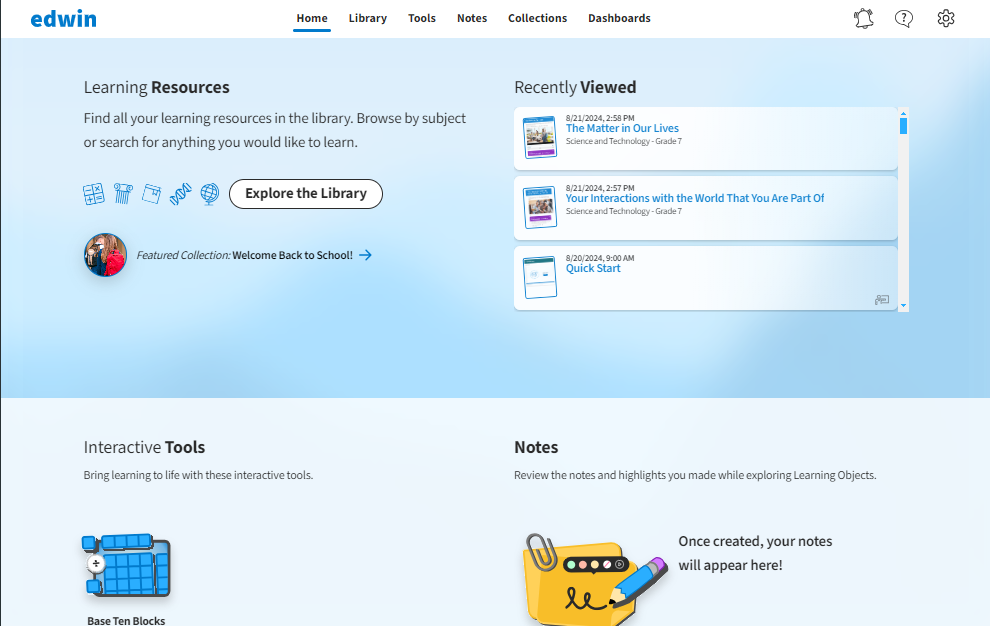 edwin
Home Library Tools Notes Collections Dashboards
Learning Resources
Find all your learning resources in the library. Browse by subject
or search for anything you would like to learn.
Explore the Library
Featured Collection: Welcome Back to School!
Recently Viewed
8/21/2024, 2:58 PM
The Matter in Our Lives
Science and Technology - Grade 7
8/21/2024, 2:57 PM
Your Interactions with the World That You Are Part Of
Science and Technology - Grade 7
8/20/2024, 9:00 AM
Quick Start
Interactive Tools
Bring learning to life with these interactive tools.
Base Ten Blocks
Notes
Review the notes and highlights you made while exploring Learning Objects.
Once created, your notes
will appear here!